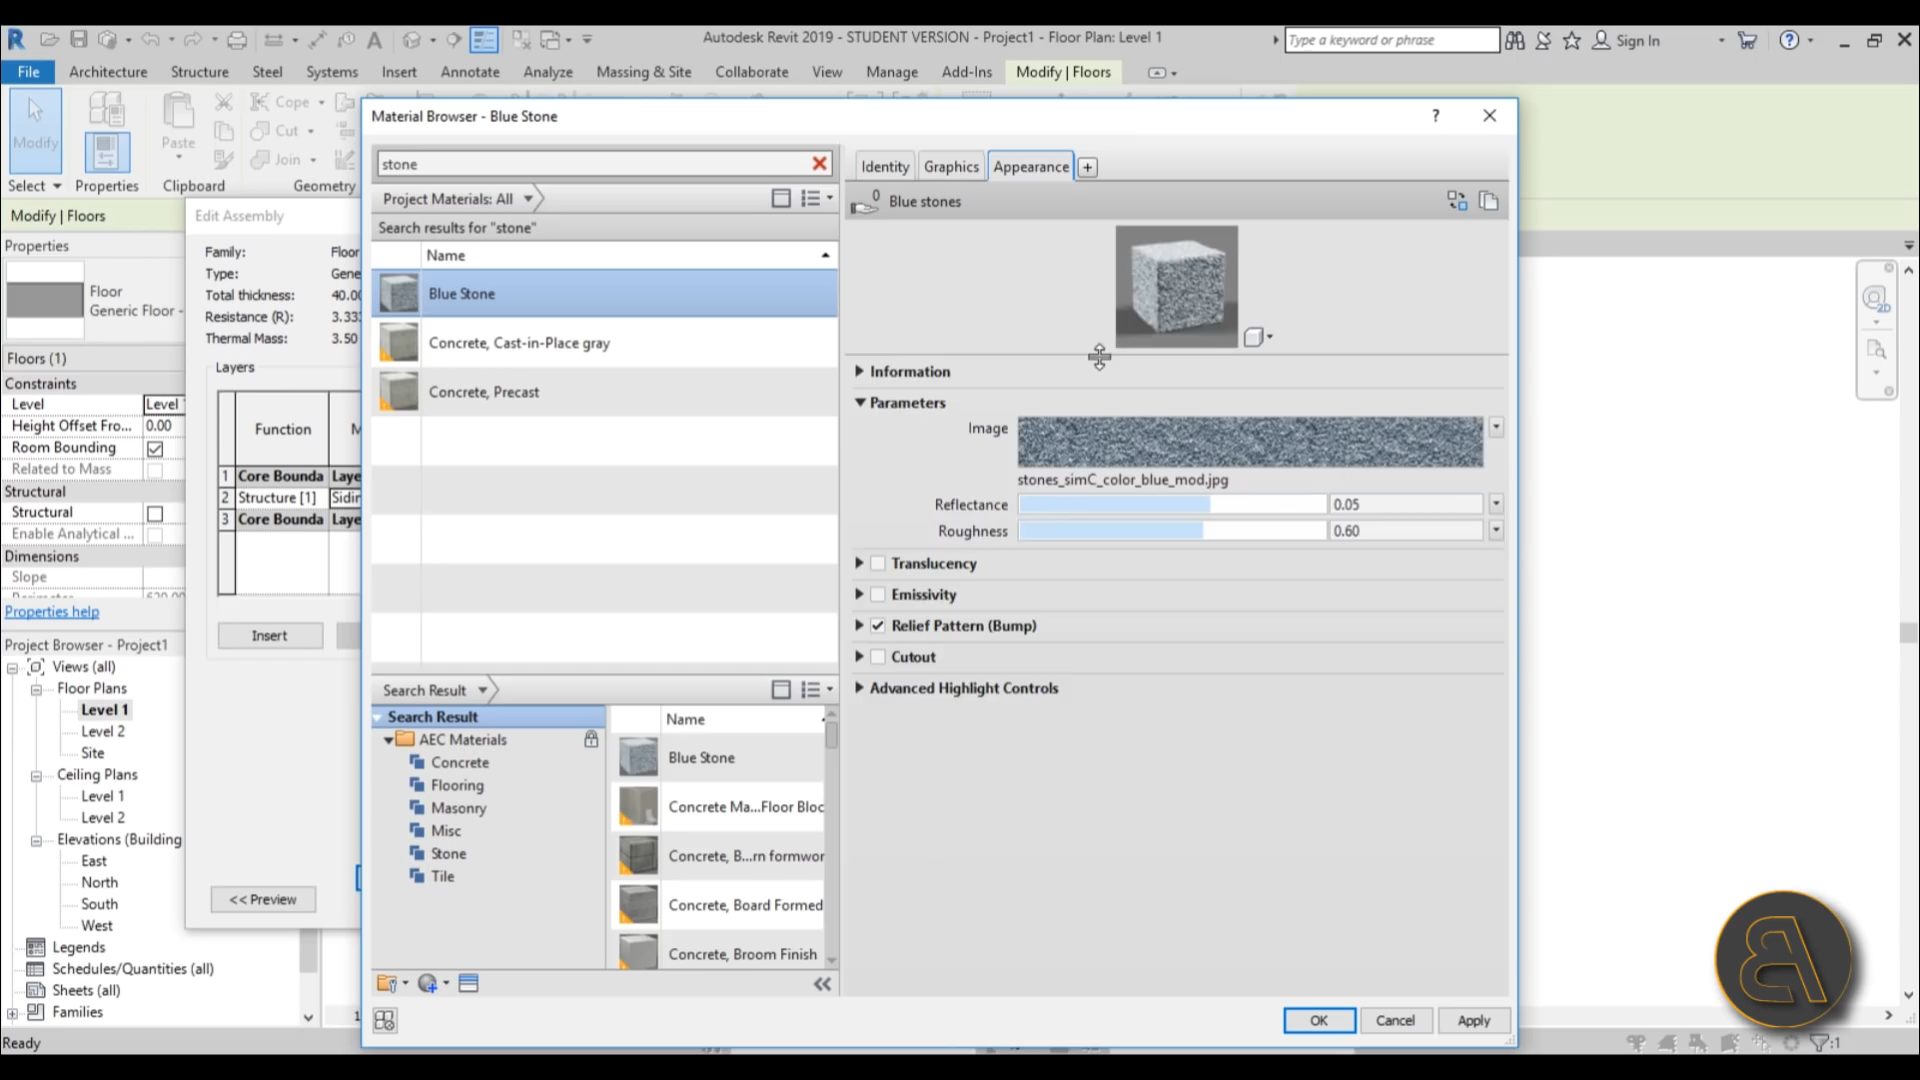 Autodesk Revit 2019 - STUDENT VERSION - Project1 - Floor Plan: Level 1
Type a keyword or phrase
Sign In
File Architecture Structure Steel Systems Insert Annotate Analyze Massing & Site Collaborate View Manage Add-Ins Modify | Floors
Modify
Paste
Cope
Cut
Join
Select Properties Clipboard Geometry
Modify | Floors
Properties
Floor
Generic Floor -
Floors (1)
Constraints
Level Level
Height Offset Fro... 0.00
Room Bounding
Related to Mass
Structural
Structural
Enable Analytical ...
Dimensions
Slope
Properties help
Project Browser - Project1
Views (all)
Floor Plans
Level 1
Level 2
Site
Ceiling Plans
Level 1
Level 2
Elevations (Building
East
North
South
West
Legends
Schedules/Quantities (all)
Sheets (all)
Families
Ready
Edit Assembly
Family: Floor
Type: Gene
Total thickness: 40.00
Resistance (R): 3.333
Thermal Mass: 3.50
Layers
Function M
1 Core Bounda Laye
2 Structure [1] Sidin
3 Core Bounda Laye
Insert
<< Preview
Material Browser - Blue Stone
?
stone
Project Materials: All
Search results for "stone"
Name
Blue Stone
Concrete, Cast-in-Place gray
Concrete, Precast
Search Result
Search Result
AEC Materials
Concrete
Flooring
Masonry
Misc
Stone
Tile
Name
Blue Stone
Concrete Ma...Floor Bloc
Concrete, B...rn formwor
Concrete, Board Formed
Concrete, Broom Finish
Identity Graphics Appearance
0
Blue stones
Information
Parameters
Image
stones_simC_color_blue_mod.jpg
Reflectance 0.05
Roughness 0.60
Translucency
Emissivity
Relief Pattern (Bump)
Cutout
Advanced Highlight Controls
OK Cancel Apply
2D
:1